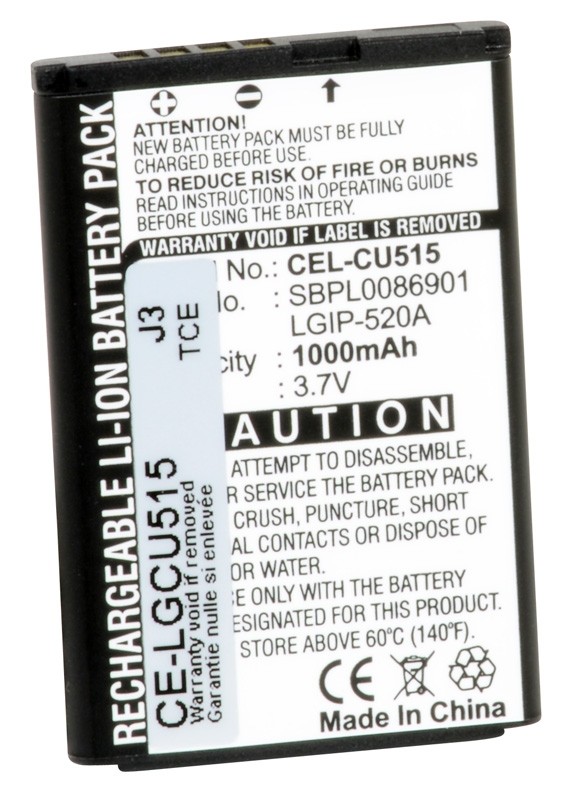 RECHARGEABLE LI-ION BATTERY PACK
ATTENTION!
NEW BATTERY PACK MUST BE FULLY
CHARGED BEFORE USE.
TO REDUCE RISK OF FIRE OR BURNS
READ INSTRUCTIONS IN OPERATING GUIDE
BEFORE USING THE BATTERY.
WARRANTY VOID IF LABEL REMOVED
No.: CEL-CU515
: SBPL0086901
LGIP-520A
: 1000mAh
: 3.7V
AUTION
ATTEMPT TO DISASSEMBLE,
SERVICE THE BATTERY PACK.
CRUSH, PUNCTURE, SHORT
CONTACTS OR DISPOSE OF
OR WATER.
ONLY WITH THE BATTERY
DESIGNATED FOR THIS PRODUCT.
STORE ABOVE 60°C (140°F).
CE
Made In China
J3
TCE
CE-LGCU515
Warranty void if removed
Garantie nulle si enlevée